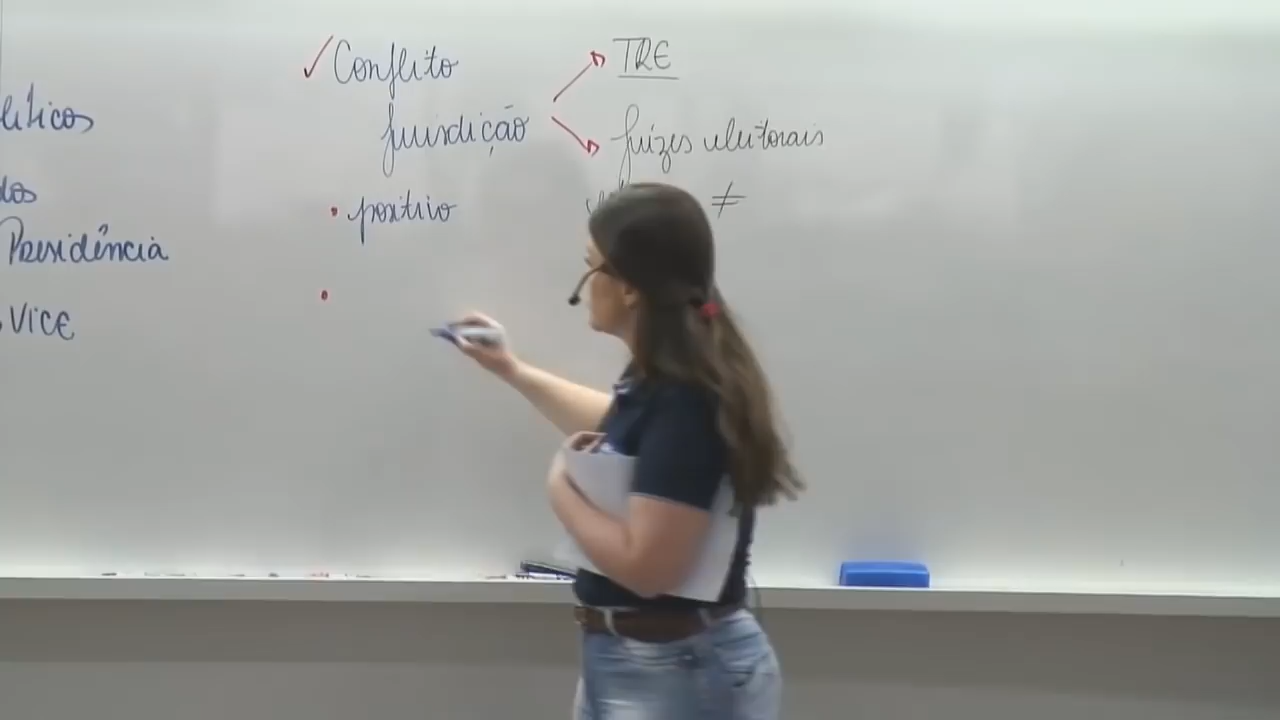 líticos
dos
Presidência
VICE
✓ Conflito
jurisdição
• positivo
•
TRE
juízes eleitorais
≠